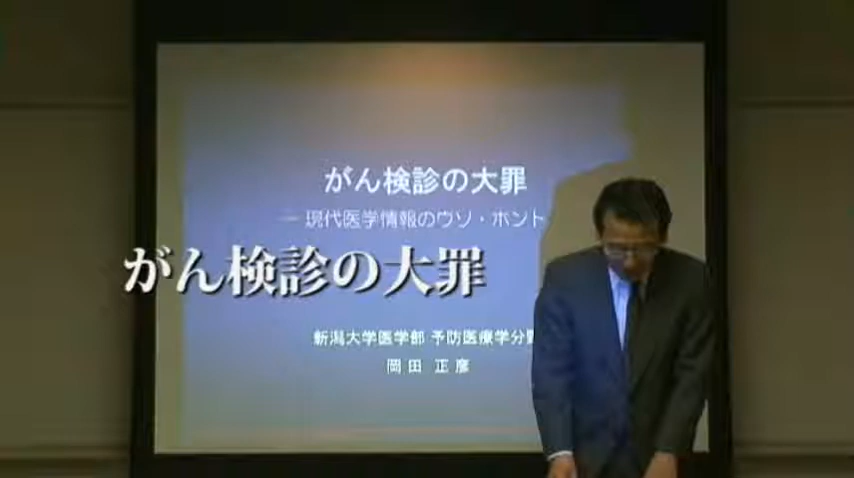 がん検診の大罪
― 現代医学情報のウソ・ホント
がん検診の大罪
新潟大学医学部 予防医療学分野
岡田 正彦